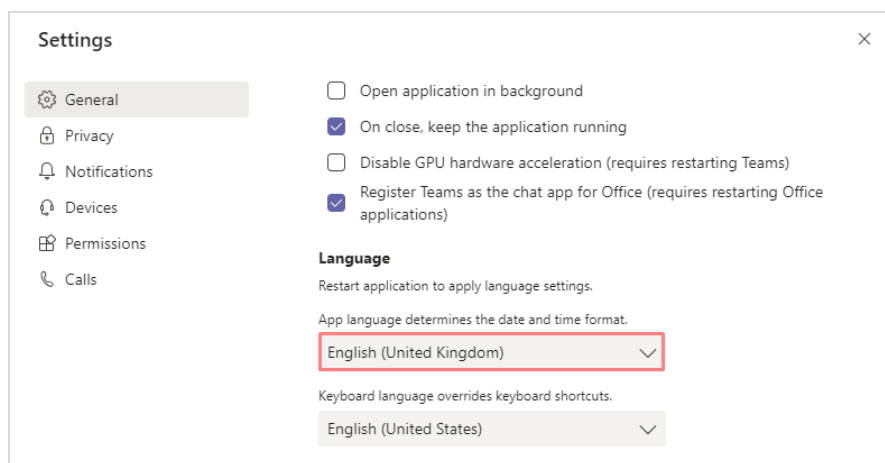 Settings
General
Privacy
Notifications
Devices
Permissions
Calls
Open application in background
On close, keep the application running
Disable GPU hardware acceleration (requires restarting Teams)
Register Teams as the chat app for Office (requires restarting Office
applications)
Language
Restart application to apply language settings.
App language determines the date and time format.
English (United Kingdom)
Keyboard language overrides keyboard shortcuts.
English (United States)